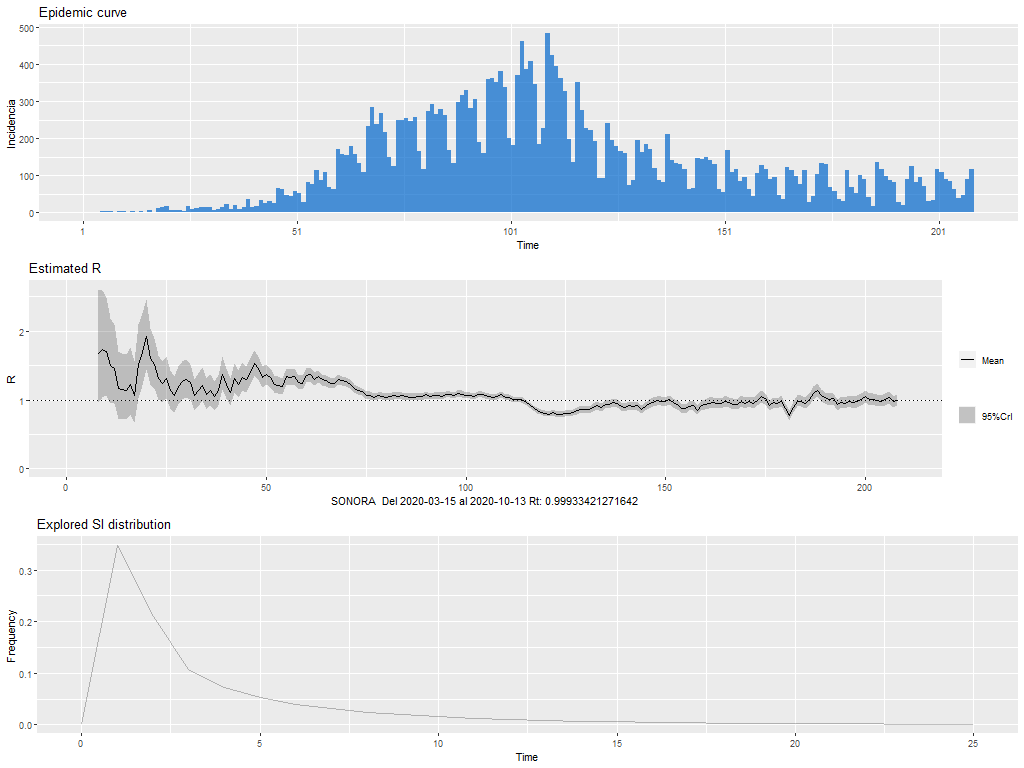 Epidemic curve
500
400
300
200
100
0
Incidencia
1
51
101
151
201
Time
Estimated R
2
1
0
R
Mean
95%CrI
0
50
100
150
200
SONORA Del 2020-03-15 al 2020-10-13 Rt: 0.99933421271642
Explored SI distribution
0.3
0.2
0.1
0.0
Frequency
0
5
10
15
20
25
Time